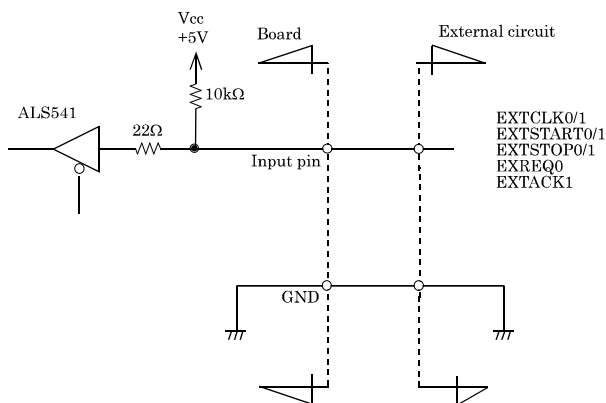 Vcc
+5V
Board
External circuit
10kΩ
ALS541
22Ω
Input pin
EXTCLK0/1
EXTSTART0/1
EXTSTOP0/1
EXREQ0
EXTACK1
GND